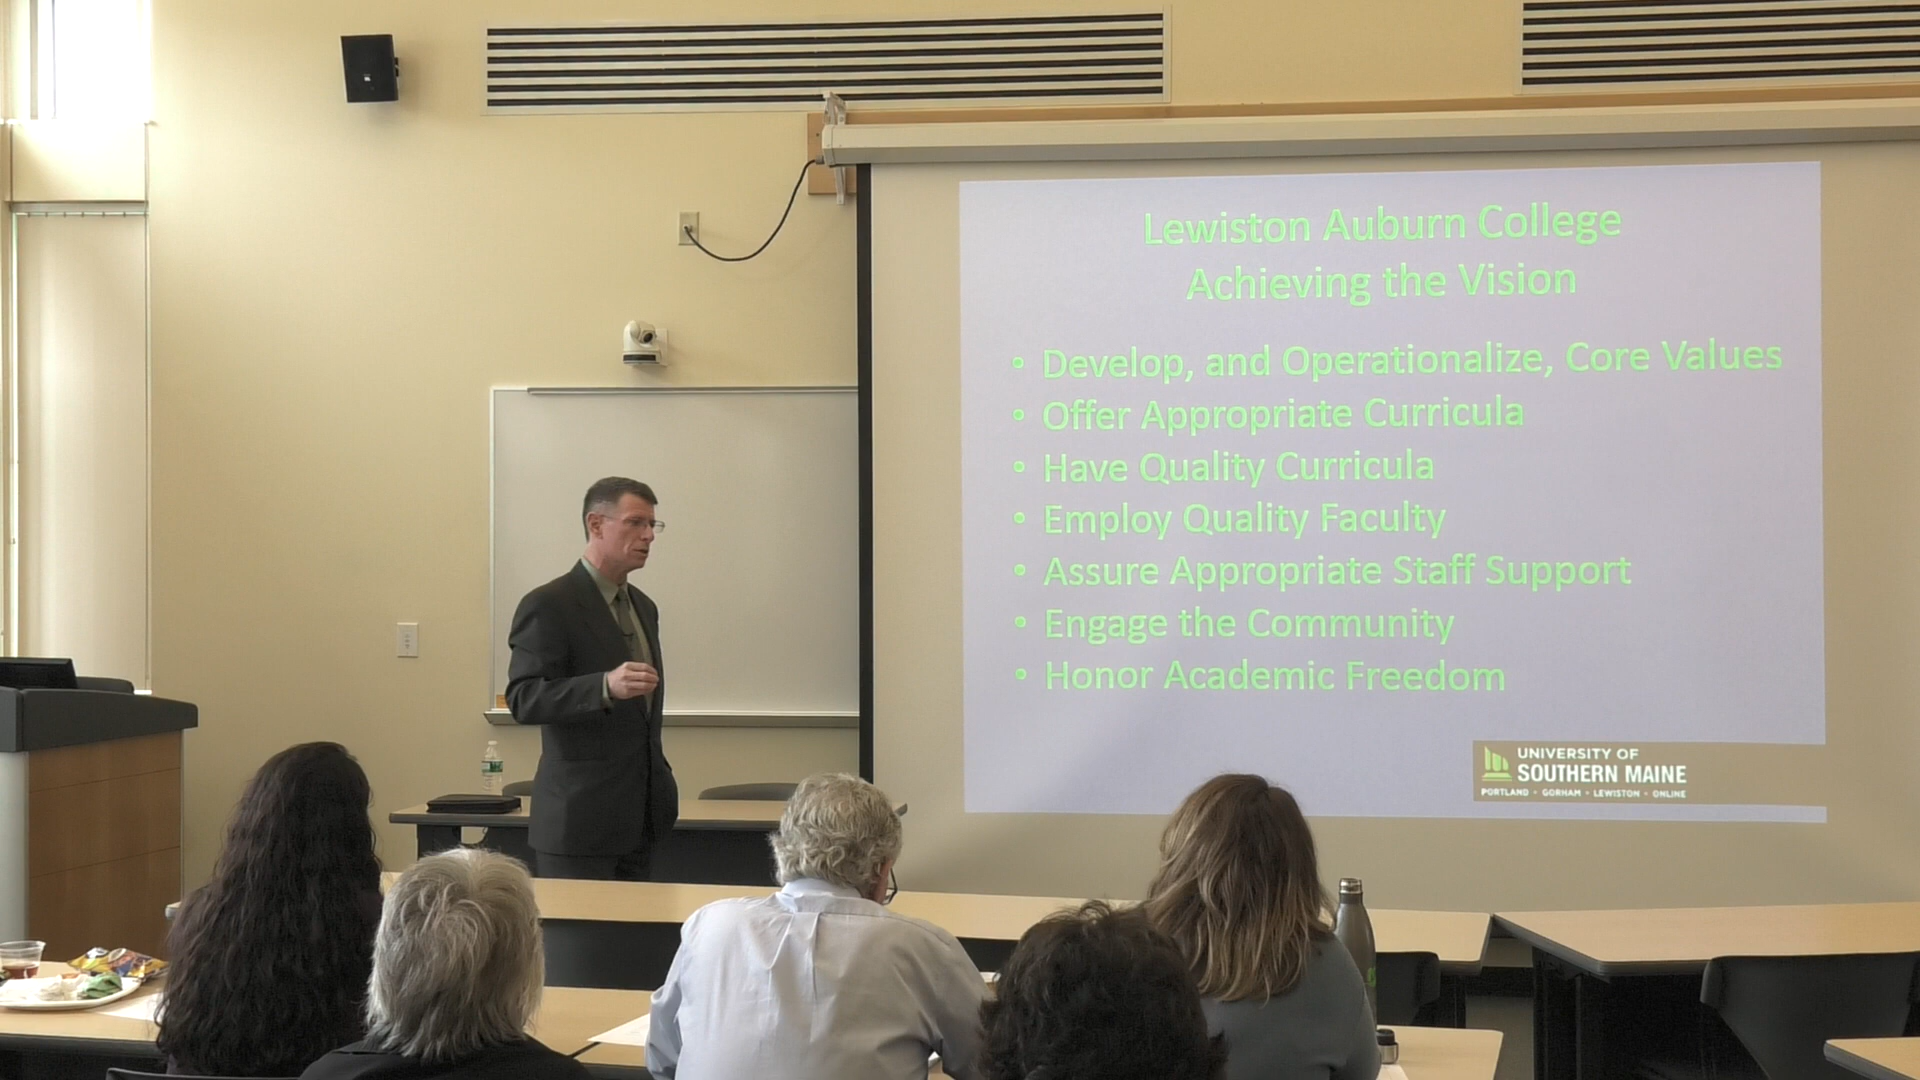 Lewiston Auburn College
Achieving the Vision
• Develop, and Operationalize, Core Values
• Offer Appropriate Curricula
• Have Quality Curricula
• Employ Quality Faculty
• Assure Appropriate Staff Support
• Engage the Community
• Honor Academic Freedom
UNIVERSITY OF
SOUTHERN MAINE
PORTLAND • GORHAM • LEWISTON • ONLINE